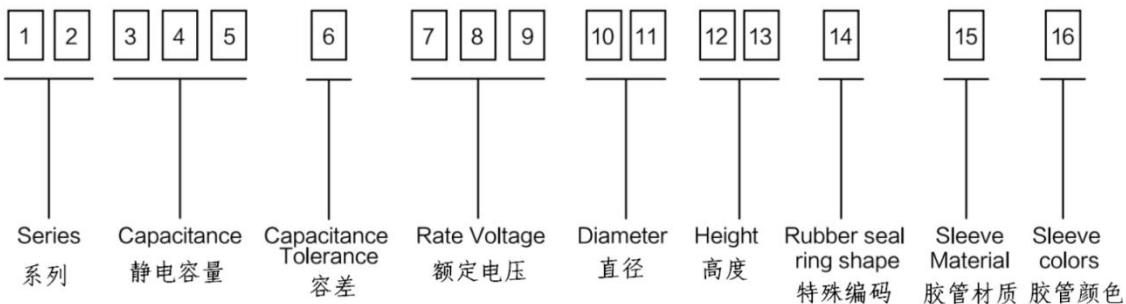 1 2 3 4 5 6 7 8 9 10 11 12 13 14 15 16
Series Capacitance Capacitance Rate Voltage Diameter Height Rubber seal Sleeve Sleeve
Tolerance ring shape Material colors
系列 静电容量 容差 额定电压 直径 高度 特殊编码 胶管材质 胶管颜色